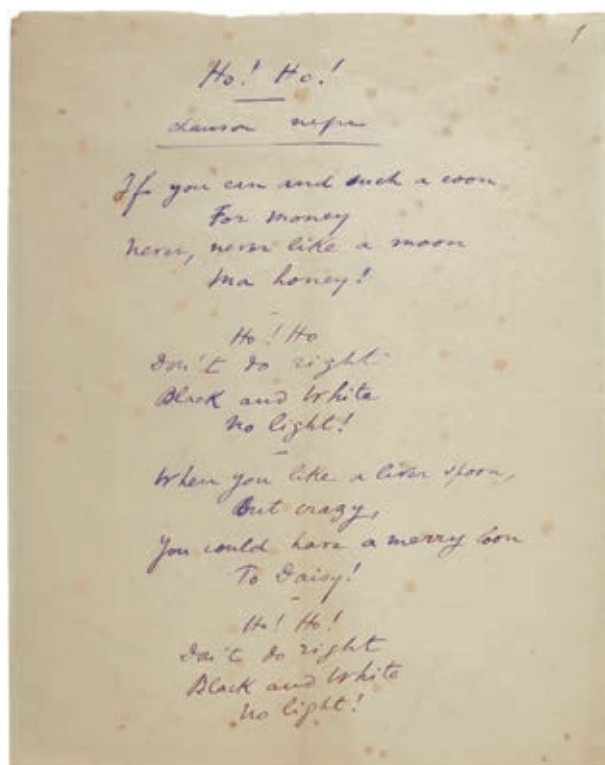 1
Ho! Ho!
If you can and such a coon
For money
Never, never like a moon
Ma honey!
Ho! Ho
Don't do right
Black and White
No light!
When you like a liver spoon,
But crazy,
You could have a merry loon
To Daisy!
Ho! Ho!
Don't do right
Black and White
No light!